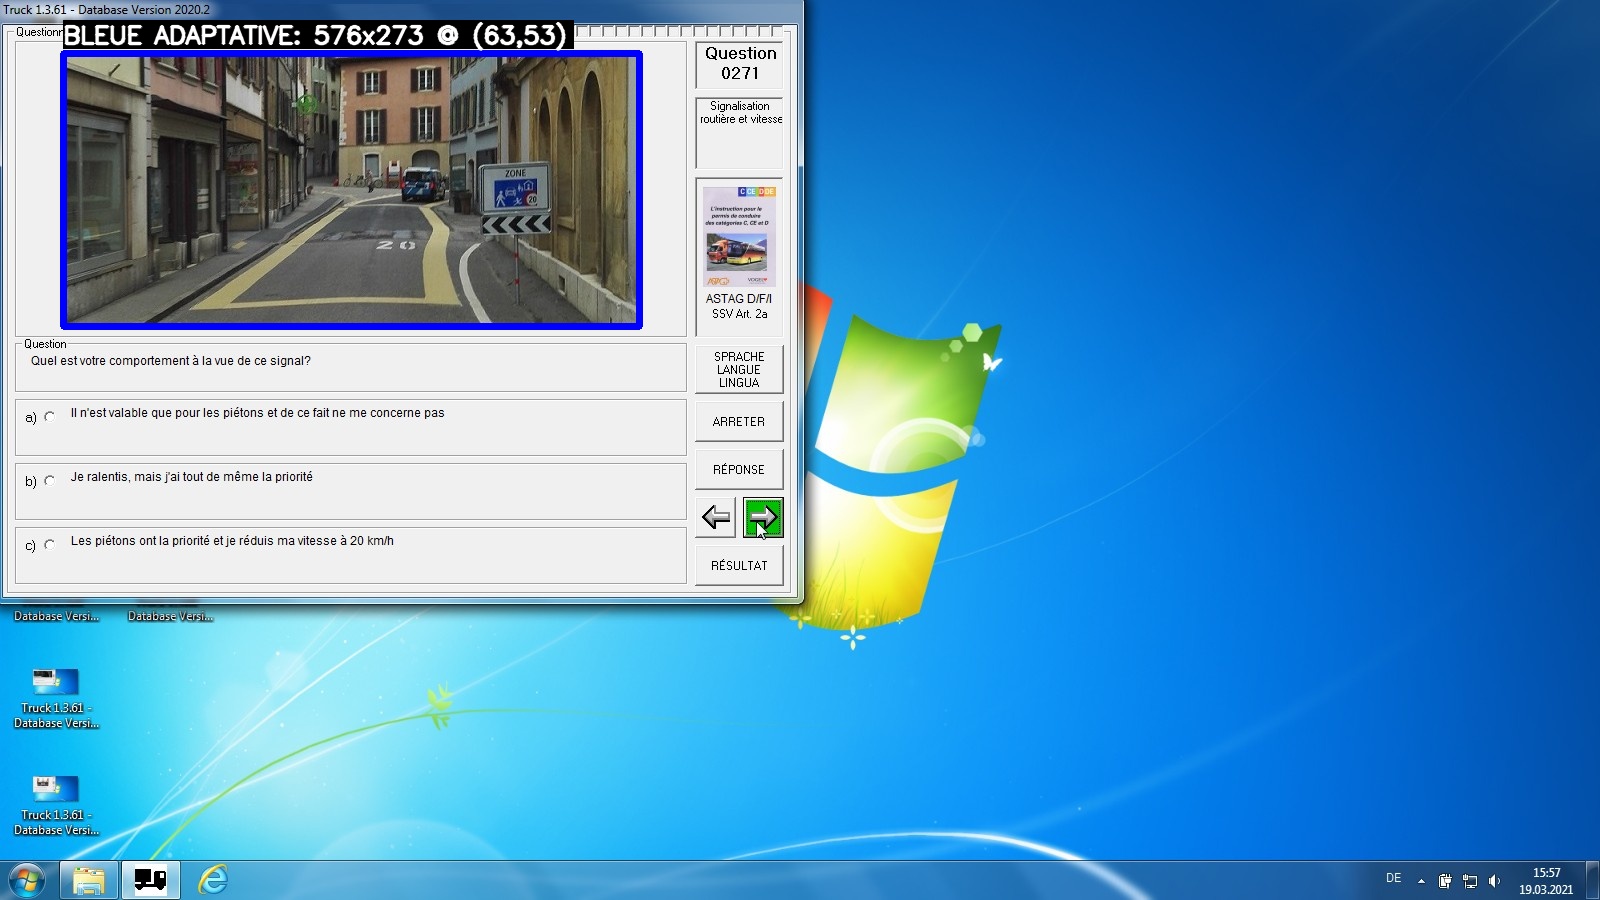 Truck 1.3.61 - Database Version 2020.2
BLEUE ADAPTATIVE: 576x273 @ (63,53)
ZONE
20
20
Question
0271
Signalisation
routière et vitesse
C CE D DE
L'instruction pour le
permis de conduire
des catégories C, CE et D
ASTAG D/F/I
SSV Art. 2a
Question
Quel est votre comportement à la vue de ce signal?
a) Il n'est valable que pour les piétons et de ce fait ne me concerne pas
b) Je ralentis, mais j'ai tout de même la priorité
c) Les piétons ont la priorité et je réduis ma vitesse à 20 km/h
SPRACHE
LANGUE
LINGUA
ARRETER
RÉPONSE
RÉSULTAT
Database Versi...
Database Versi...
Truck 1.3.61 -
Database Versi...
Truck 1.3.61 -
Database Versi...
DE
15:57
19.03.2021